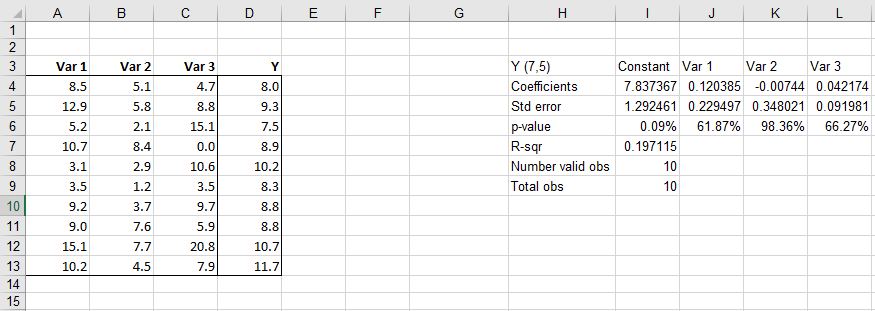 A B C D E F G H I J K L
1
2
3 Var 1 Var 2 Var 3 Y Y (7,5) Constant Var 1 Var 2 Var 3
4 8.5 5.1 4.7 8.0 Coefficients 7.837367 0.120385 -0.00744 0.042174
5 12.9 5.8 8.8 9.3 Std error 1.292461 0.229497 0.348021 0.091981
6 5.2 2.1 15.1 7.5 p-value 0.09% 61.87% 98.36% 66.27%
7 10.7 8.4 0.0 8.9 R-sqr 0.197115
8 3.1 2.9 10.6 10.2 Number valid obs 10
9 3.5 1.2 3.5 8.3 Total obs 10
10 9.2 3.7 9.7 8.8
11 9.0 7.6 5.9 8.8
12 15.1 7.7 20.8 10.7
13 10.2 4.5 7.9 11.7
14
15